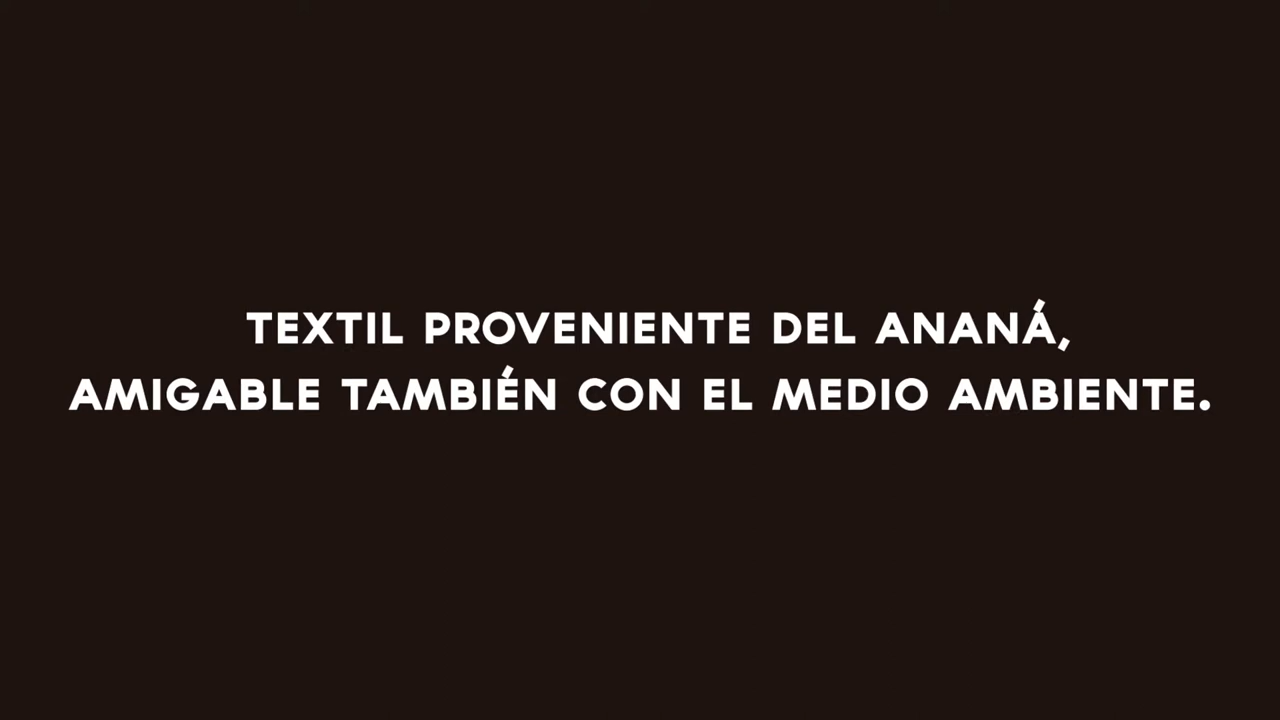 TEXTIL PROVENIENTE DEL ANANÁ,
AMIGABLE TAMBIÉN CON EL MEDIO AMBIENTE.